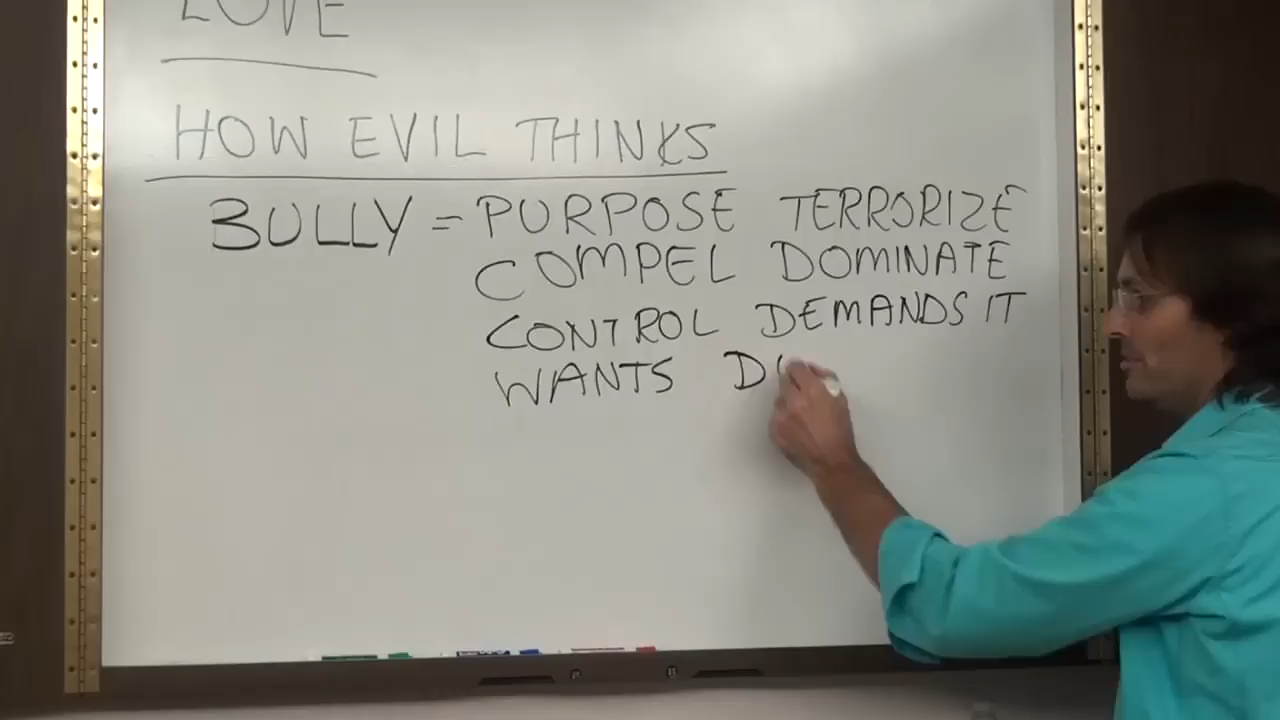 LOVE
HOW EVIL THINKS
BULLY = PURPOSE TERRORIZE
COMPEL DOMINATE
CONTROL DEMANDS IT
WANTS